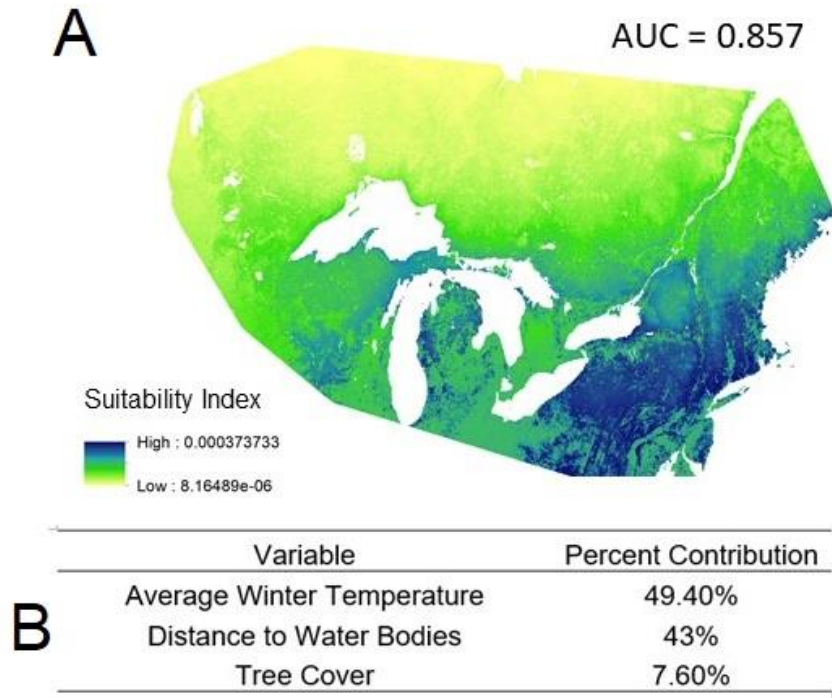 A
AUC = 0.857
Suitability Index
High : 0.000373733
Low : 8.16489e-06
Variable Percent Contribution
Average Winter Temperature 49.40%
B
Distance to Water Bodies 43%
Tree Cover 7.60%